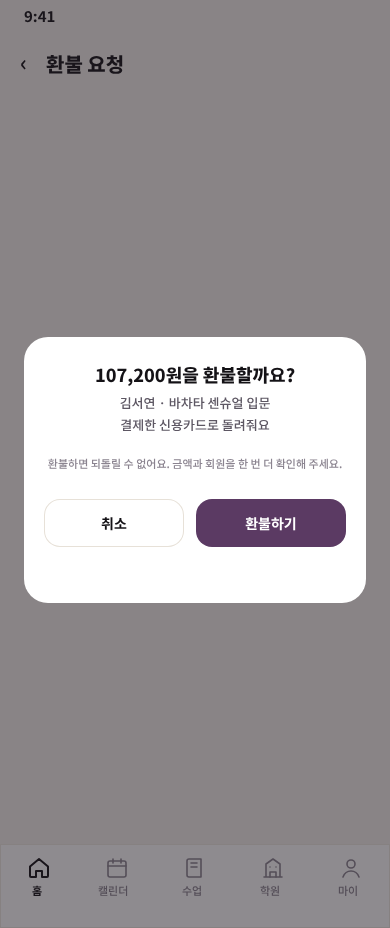 9:41
환불 요청
107,200원을 환불할까요?
김서연 · 바차타 센슈얼 입문
결제한 신용카드로 돌려줘요
환불하면 되돌릴 수 없어요. 금액과 회원을 한 번 더 확인해 주세요.
취소
환불하기
홈
캘린더
수업
학원
마이